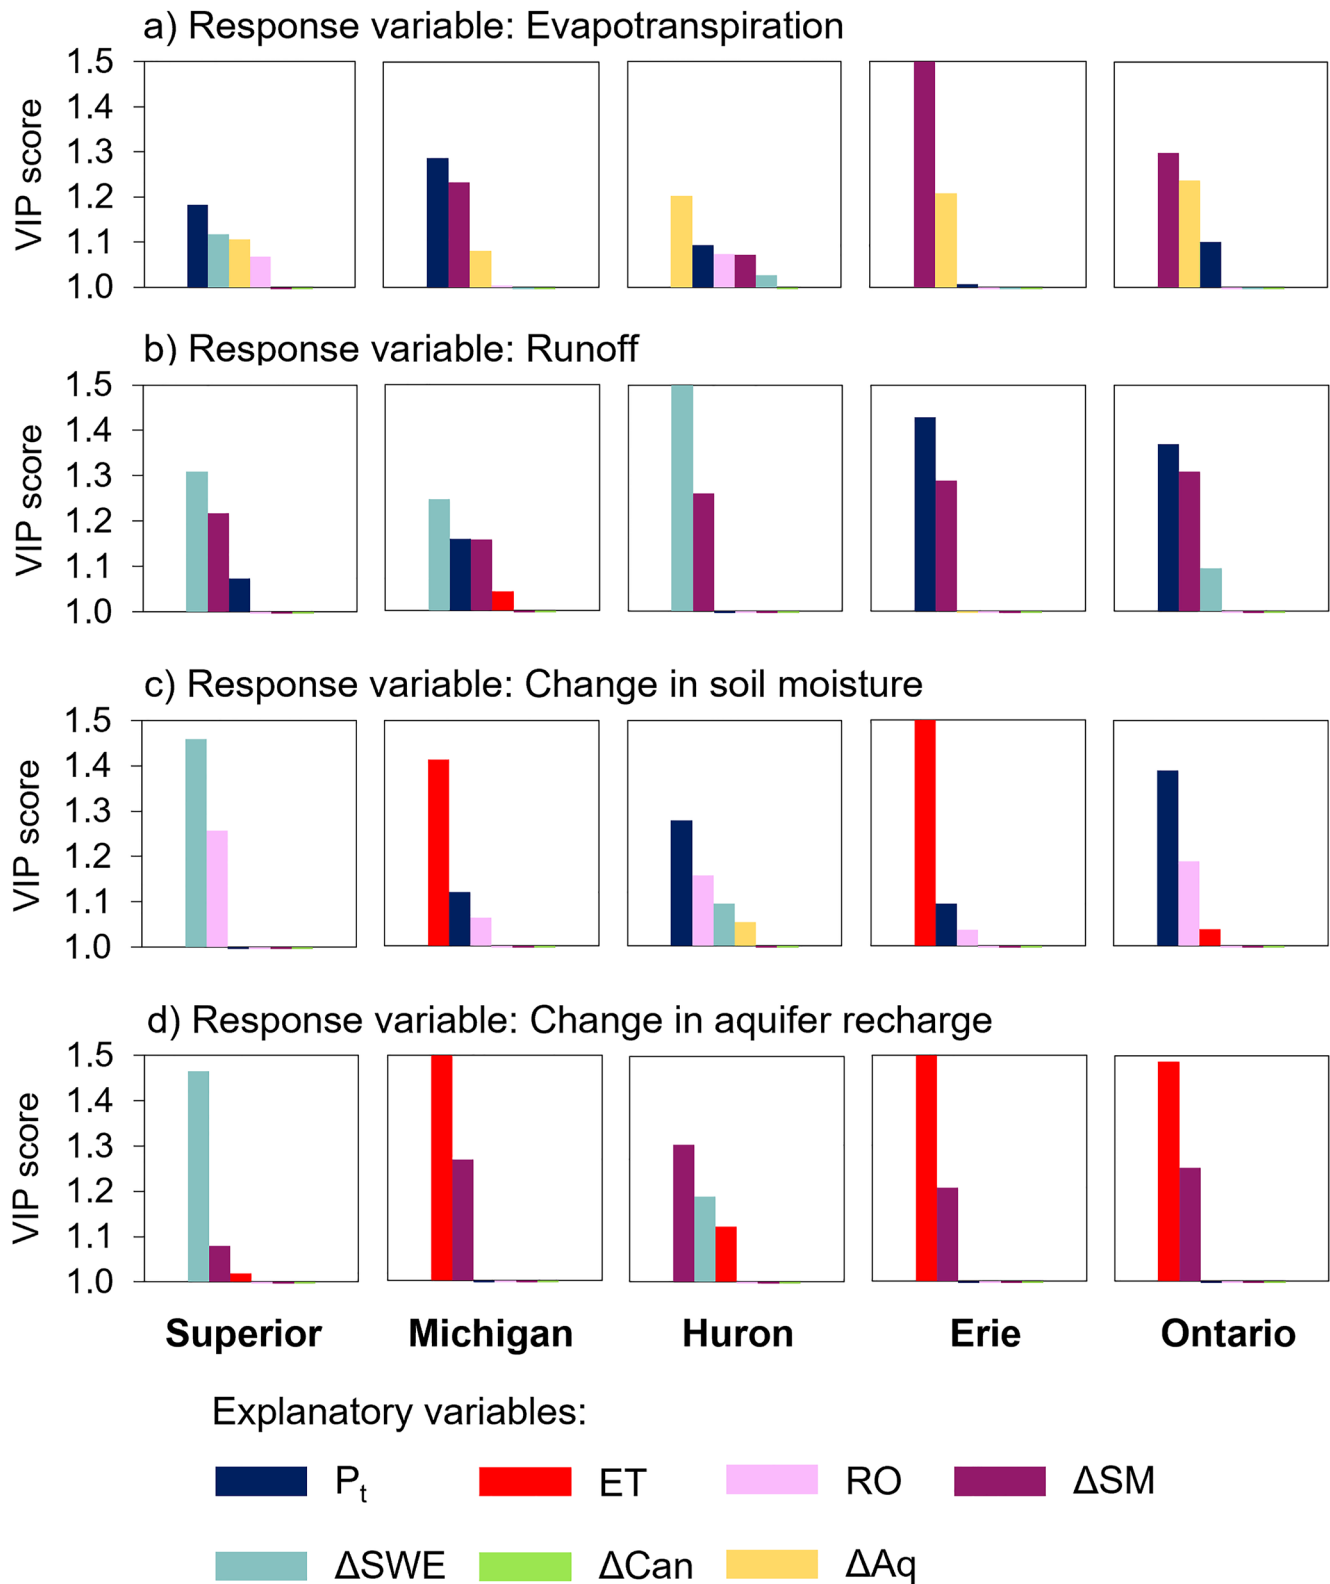 a) Response variable: Evapotranspiration
VIP score
1.5
1.4
1.3
1.2
1.1
1.0
b) Response variable: Runoff
VIP score
1.5
1.4
1.3
1.2
1.1
1.0
c) Response variable: Change in soil moisture
VIP score
1.5
1.4
1.3
1.2
1.1
1.0
d) Response variable: Change in aquifer recharge
VIP score
1.5
1.4
1.3
1.2
1.1
1.0
Superior Michigan Huron Erie Ontario
Explanatory variables:
Pt ET RO ΔSM
ΔSWE ΔCan ΔAq